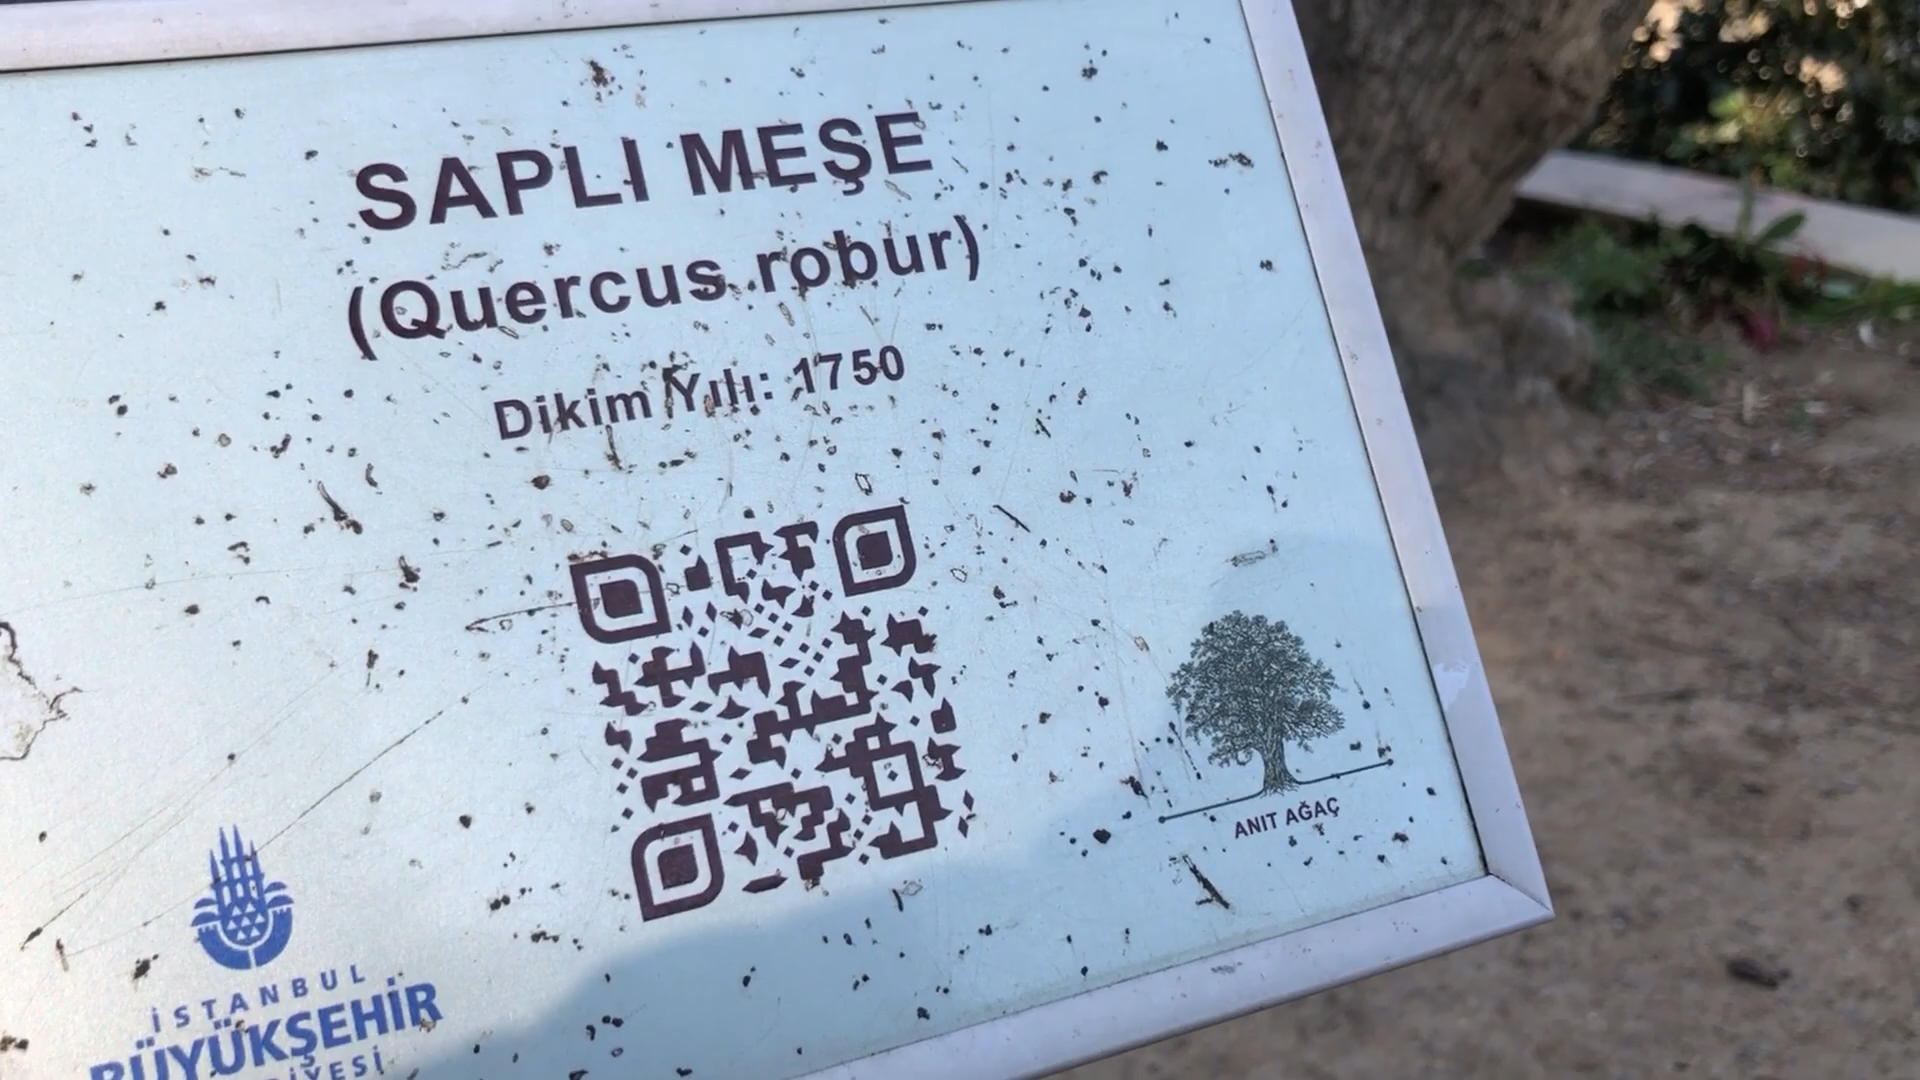 SAPLI MEŞE
(Quercus robur)
Dikim Yılı: 1750
ANIT AĞAÇ
İSTANBUL
BÜYÜKŞEHİR